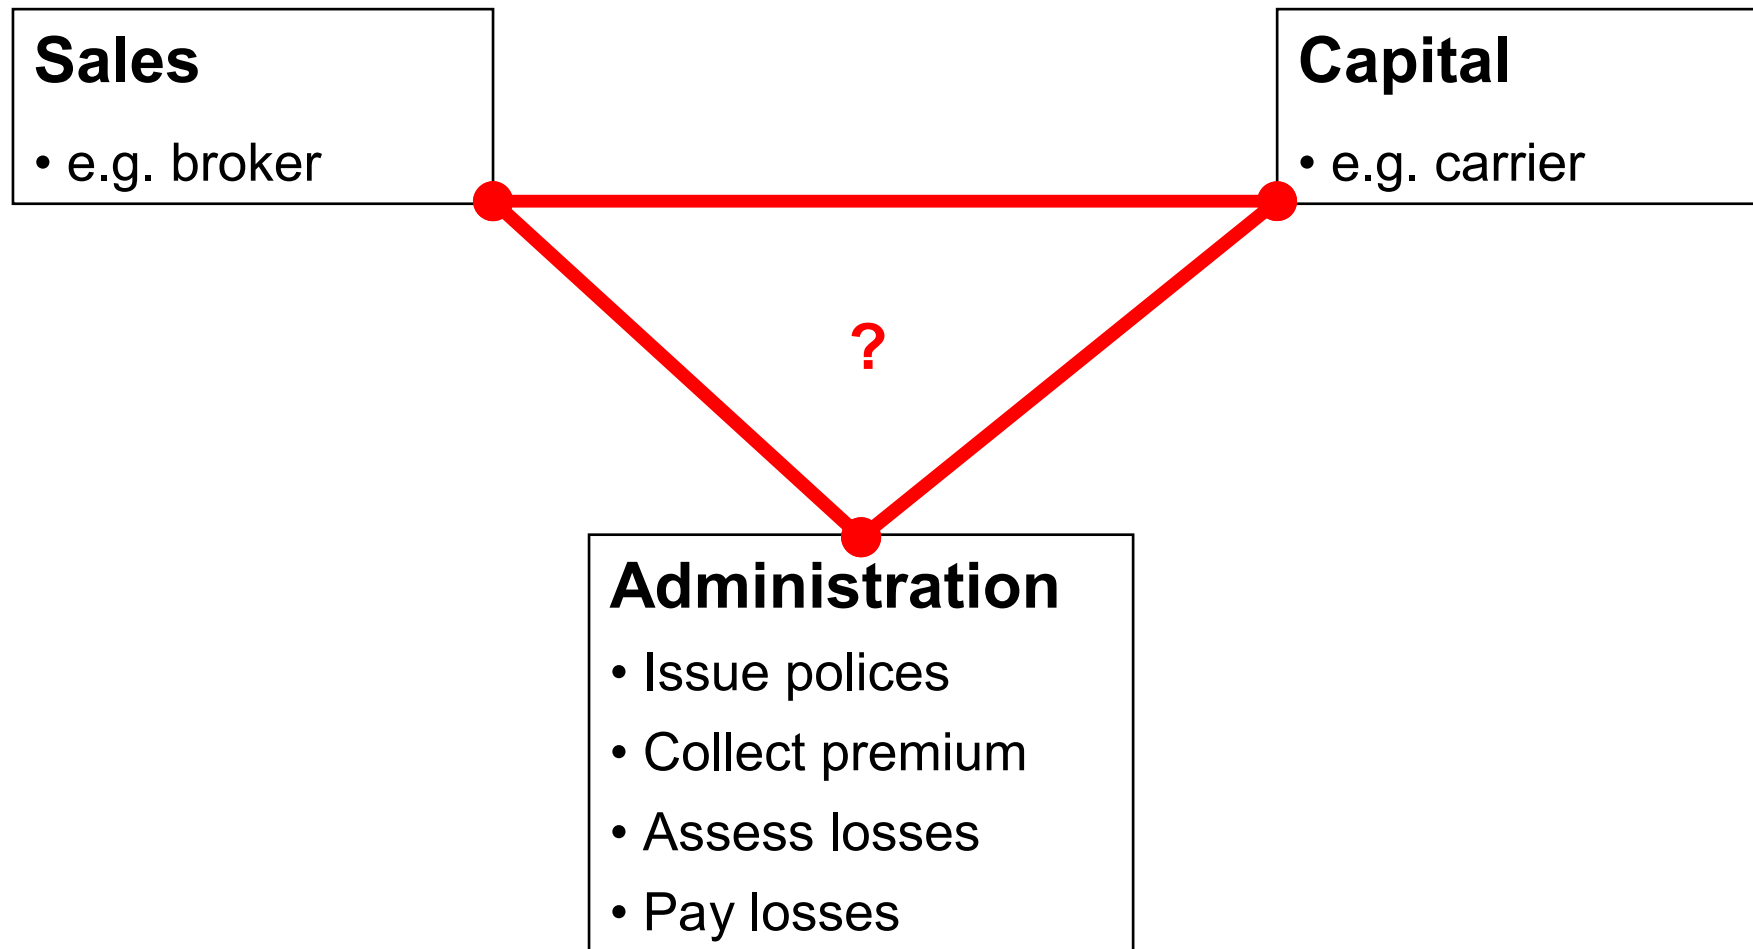 Sales
• e.g. broker
Capital
• e.g. carrier
?
Administration
• Issue polices
• Collect premium
• Assess losses
• Pay losses